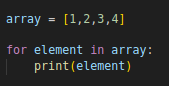 array = [1,2,3,4]
for element in array:
    print(element)